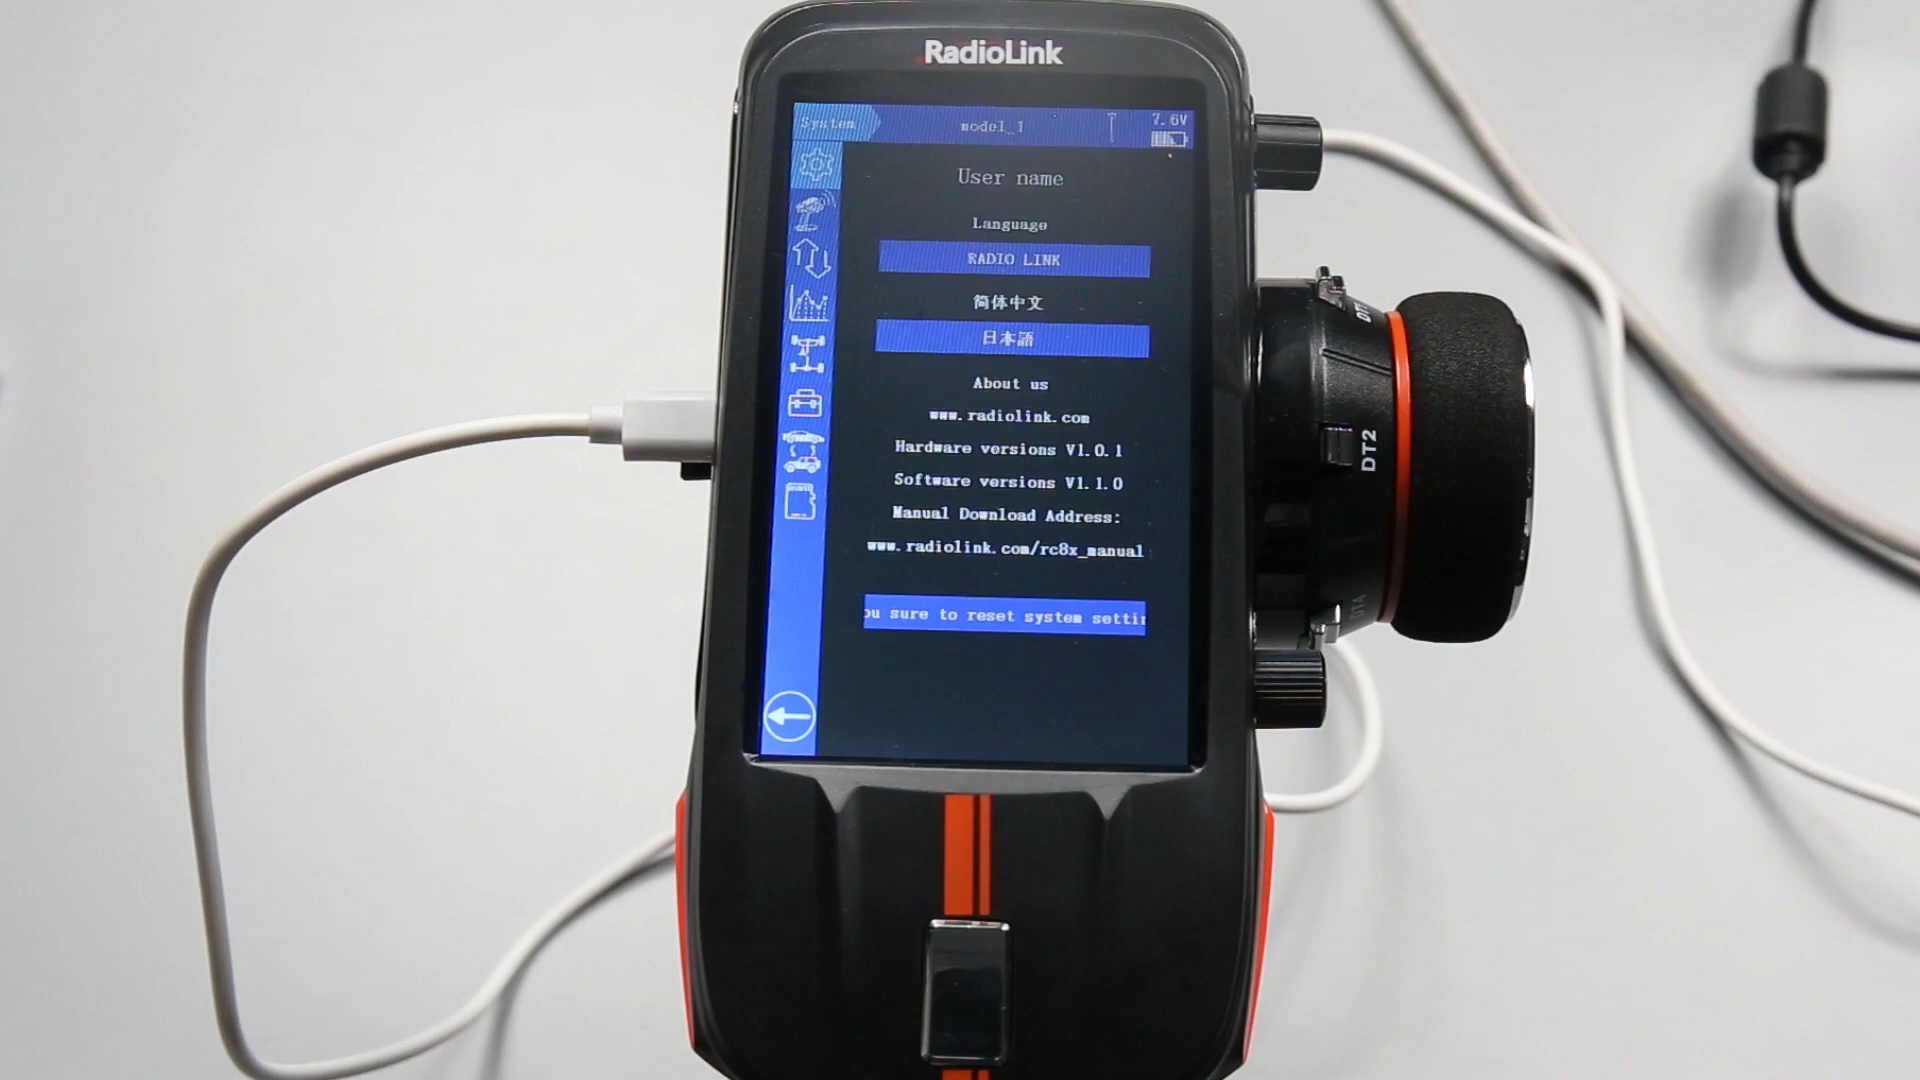 RadioLink
System
model_1
7.6V
User name
Language
RADIO LINK
简体中文
日本語
About us
www.radiolink.com
Hardware versions V1.0.1
Software versions V1.1.0
Manual Download Address:
www.radiolink.com/rc8x_manual
ou sure to reset system settin
DT2
DT4